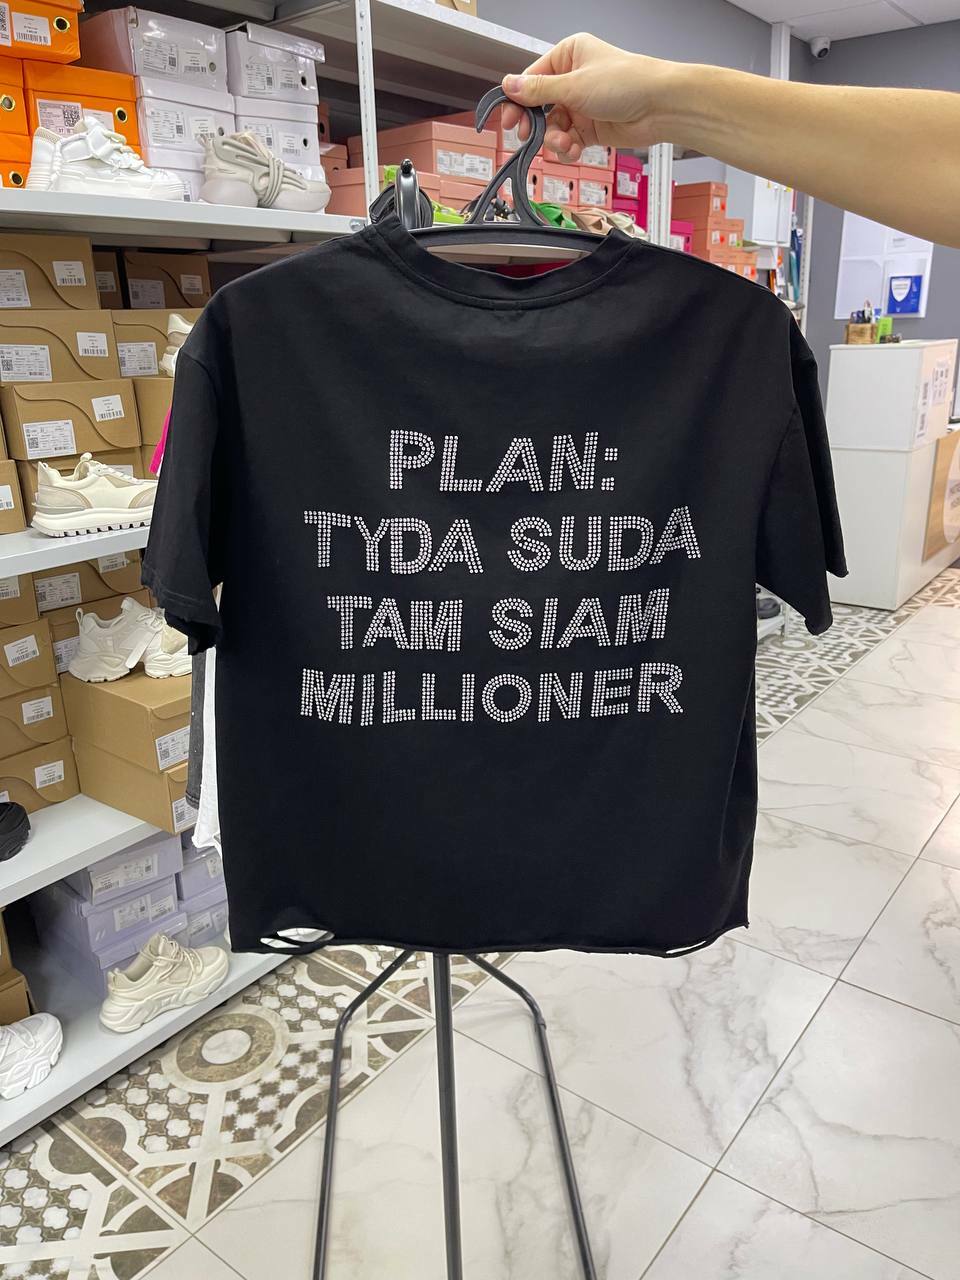 PLAN:
TYDA SUDA
TAM SIAM
MILLIONER